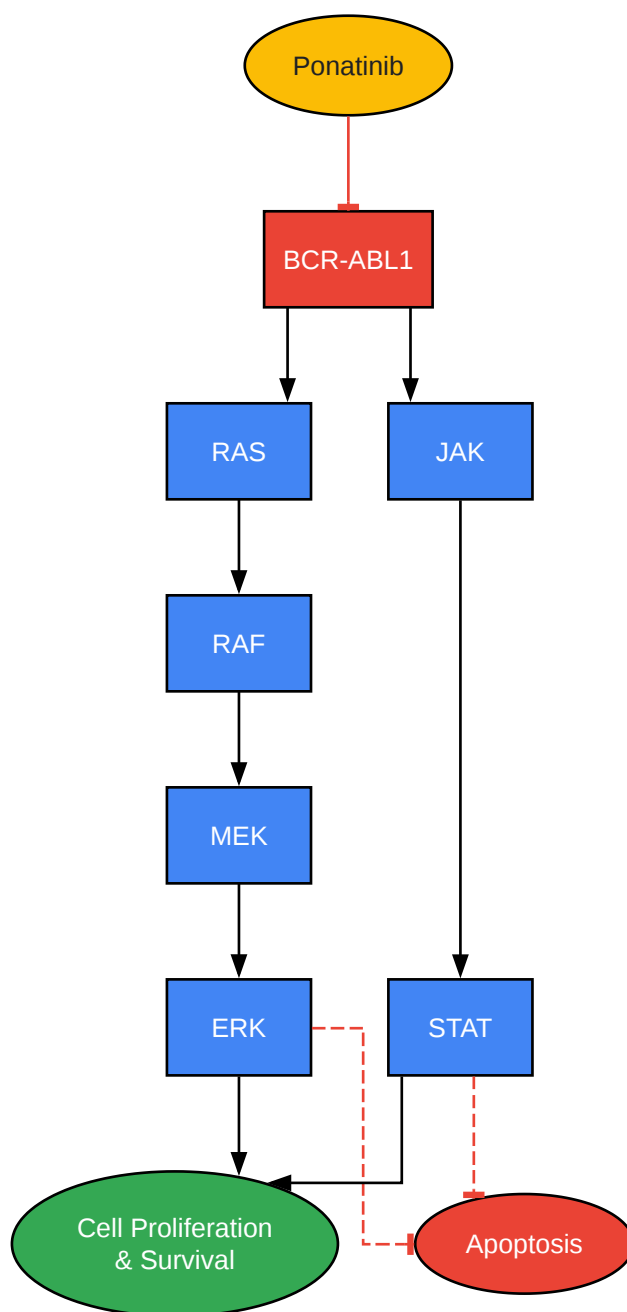 Ponatinib
BCR-ABL1
RAS
JAK
RAF
MEK
ERK
STAT
Cell Proliferation
& Survival
Apoptosis